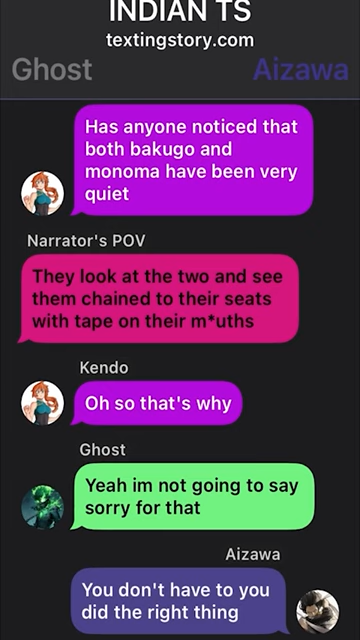 INDIAN TS
textingstory.com
Ghost Aizawa
Has anyone noticed that
both bakugo and
monoma have been very
quiet
Narrator's POV
They look at the two and see
them chained to their seats
with tape on their m*uths
Kendo
Oh so that's why
Ghost
Yeah im not going to say
sorry for that
Aizawa
You don't have to you
did the right thing